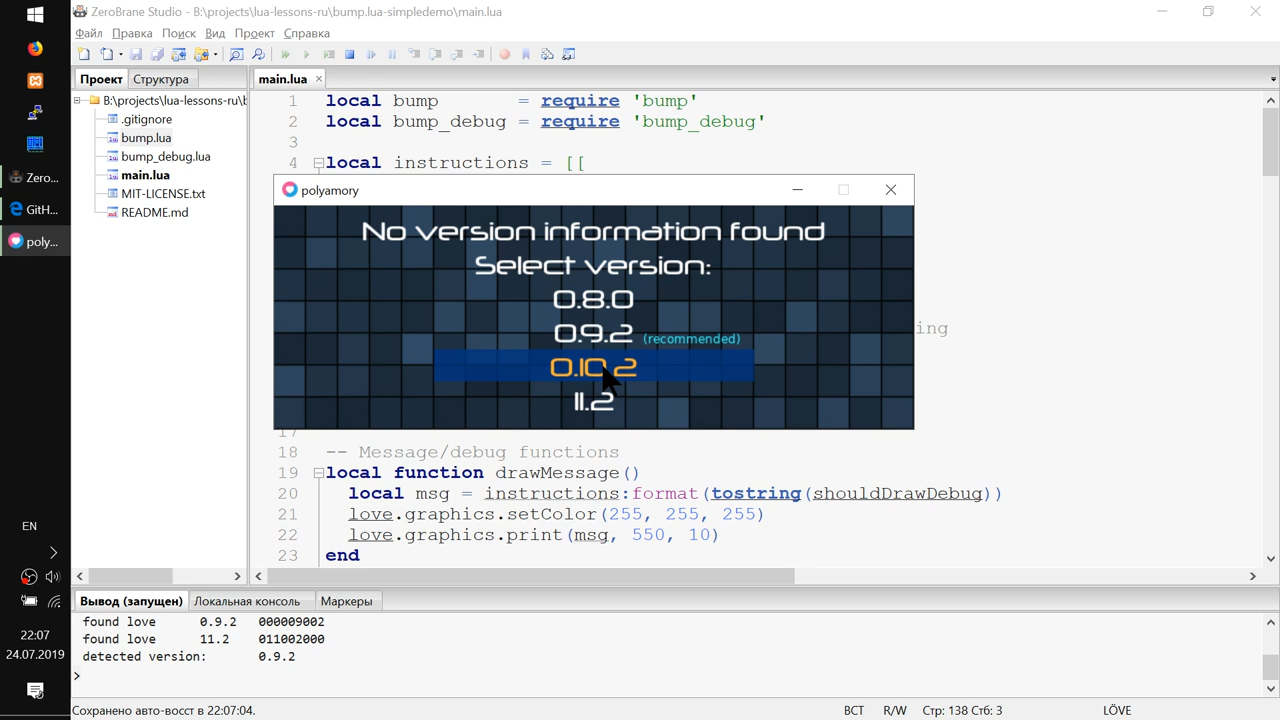 ZeroBrane Studio - B:\projects\lua-lessons-ru\bump.lua-simpledemo\main.lua
Файл Правка Поиск Вид Проект Справка
Проект Структура
main.lua
B:\projects\lua-lessons-ru\b
.gitignore
bump.lua
bump_debug.lua
main.lua
MIT-LICENSE.txt
README.md
1 local bump = require 'bump'
2 local bump_debug = require 'bump_debug'
3
4 local instructions = [[
polyamory
No version information found
Select version:
0.8.0
0.9.2 (recommended)
0.10.2
11.2
ing
17
18 -- Message/debug functions
19 local function drawMessage()
20 local msg = instructions:format(tostring(shouldDrawDebug))
21 love.graphics.setColor(255, 255, 255)
22 love.graphics.print(msg, 550, 10)
23 end
Zero...
GitH...
poly...
EN
22:07
24.07.2019
Вывод (запущен) Локальная консоль Маркеры
found love 0.9.2 000009002
found love 11.2 011002000
detected version: 0.9.2
>
Сохранено авто-восст в 22:07:04.
ВСТ R/W Стр: 138 Стб: 3 LÖVE